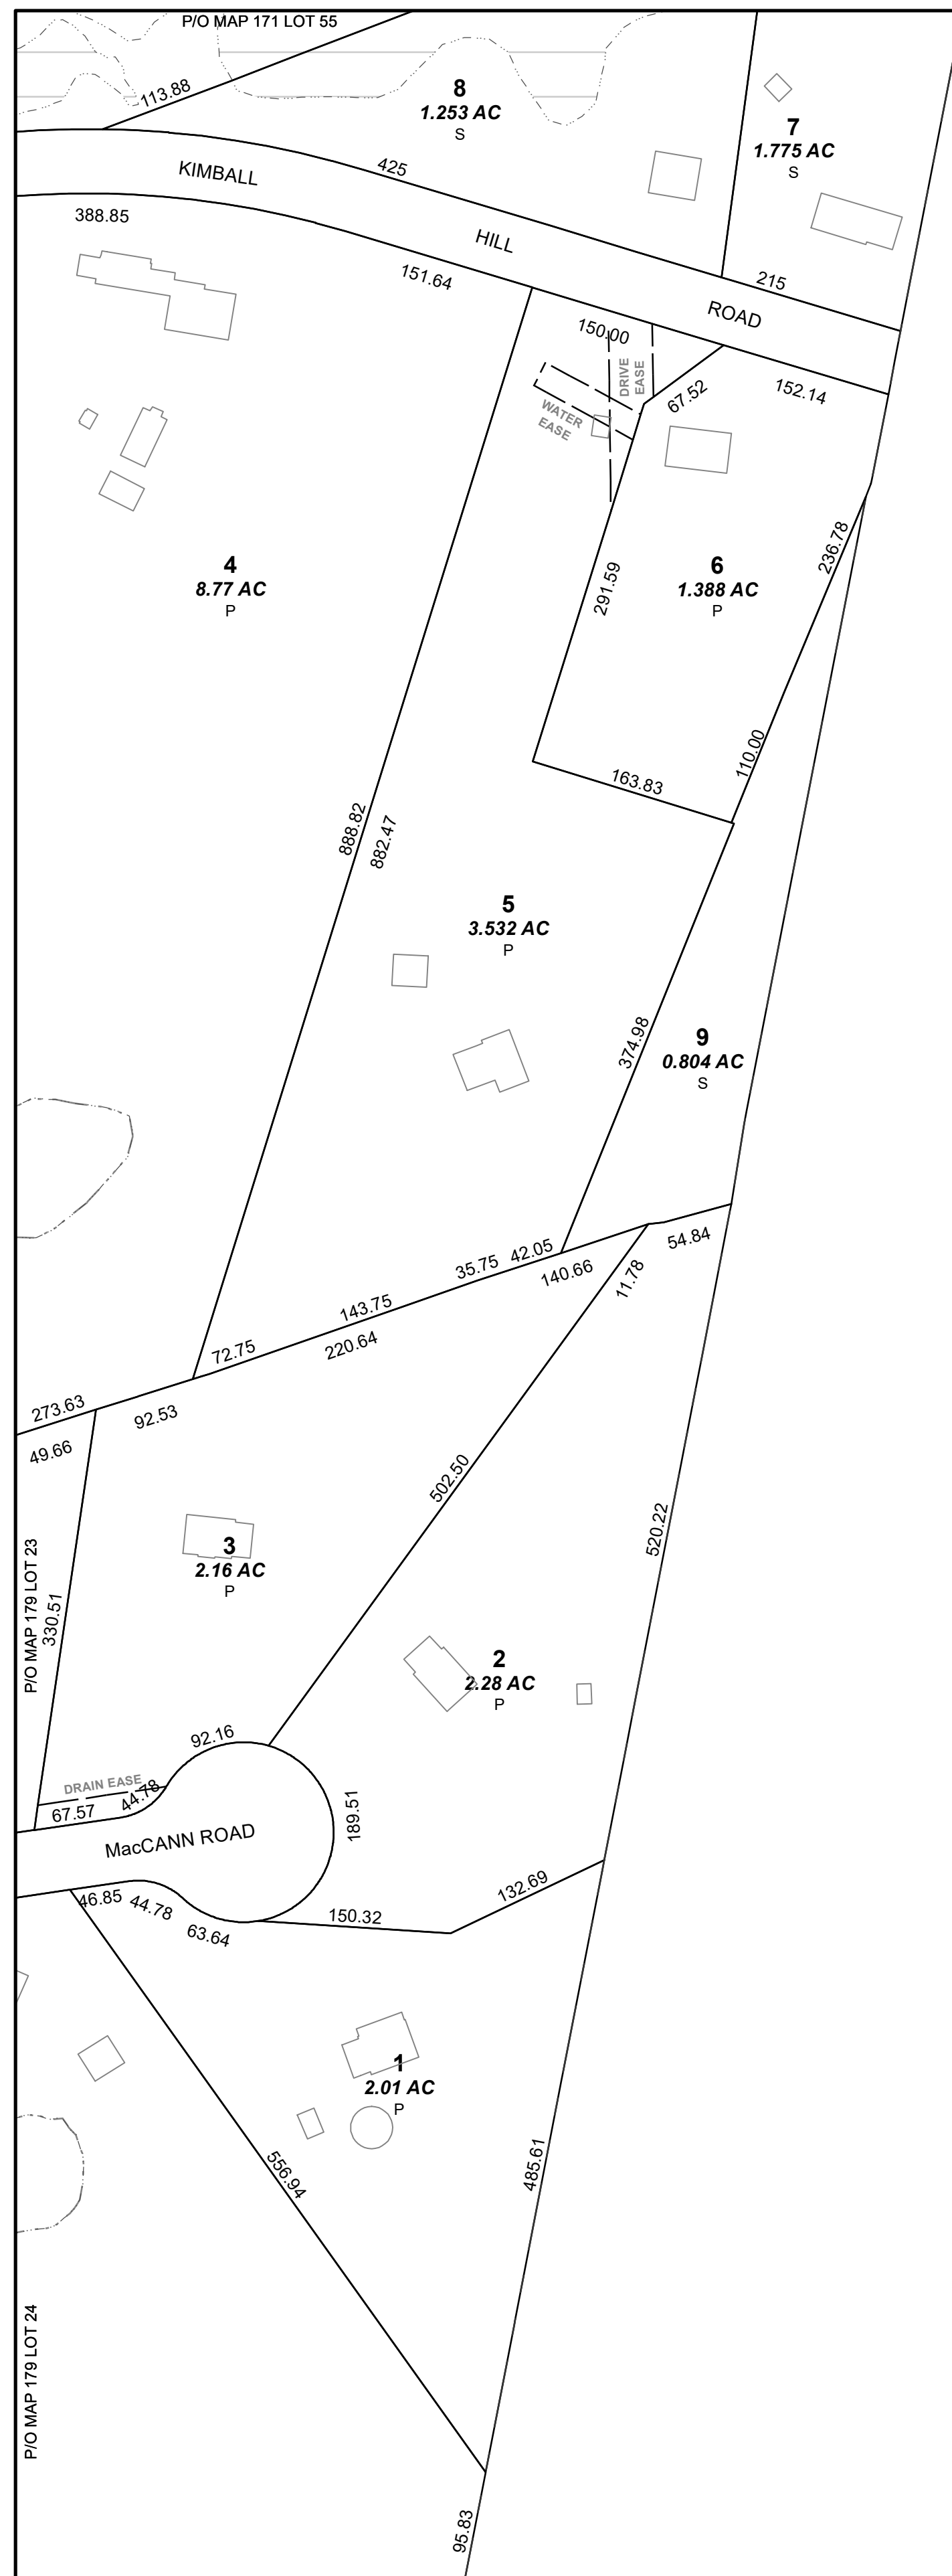 P/O MAP 171 LOT 55
113.88
8
1.253 AC
S
7
1.775 AC
S
KIMBALL
425
388.85
HILL
151.64
215
ROAD
150.00
DRIVE
EASE
67.52
152.14
WATER
EASE
236.78
4
8.77 AC
P
6
1.388 AC
P
291.59
110.00
163.83
888.82
882.47
5
3.532 AC
P
374.98
9
0.804 AC
S
54.84
42.05
35.75
140.66
11.78
143.75
220.64
72.75
273.63
92.53
49.66
502.50
520.22
P/O MAP 179 LOT 23
330.51
3
2.16 AC
P
2
2.28 AC
P
92.16
DRAIN EASE
44.78
67.57
189.51
MacCANN ROAD
132.69
46.85
44.78
150.32
63.64
1
2.01 AC
P
556.94
485.61
P/O MAP 179 LOT 24
95.83